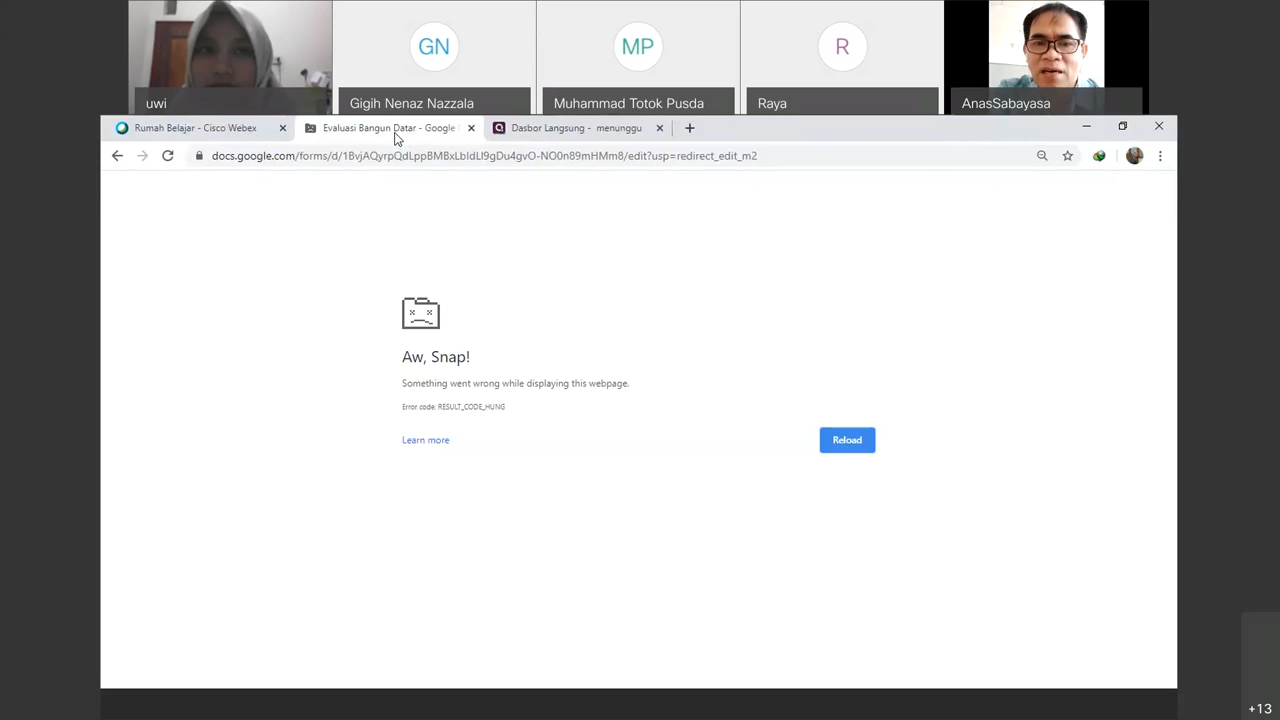 GN
MP
R
uwi
Gigih Nenaz Nazzala
Muhammad Totok Pusda
Raya
AnasSabayasa
Rumah Belajar - Cisco Webex
Evaluasi Bangun Datar - Google
Dasbor Langsung - menunggu
docs.google.com/forms/d/1BvjAQyrpQdLppBMBxLbIdLI9gDu4gvO-NO0n89mHMm8/edit?usp=redirect_edit_m2
Aw, Snap!
Something went wrong while displaying this webpage.
Error code: RESULT_CODE_HUNG
Learn more
Reload
+13